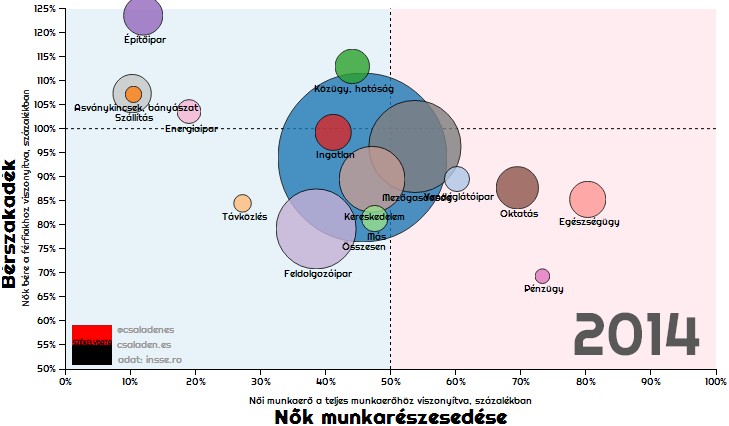 125%
120%
115%
110%
105%
100%
95%
90%
85%
80%
75%
70%
65%
60%
55%
50%
Bérszakadék
Nők bére a férfiakhoz viszonyítva, százalékban
Építőipar
Közügy, hatóság
Ásványkincsek, bányászat
Szállítás
Energiaipar
Ingatlan
Mezőgazdaság
Vendéglátóipar
Távközlés
Kereskedelem
Oktatás
Egészségügy
Más
Összesen
Feldolgozóipar
Pénzügy
2014
@csaladenes
csaladen.es
adat: insse.ro
0% 10% 20% 30% 40% 50% 60% 70% 80% 90% 100%
Női munkaerő a teljes munkaerőhöz viszonyítva, százalékban
Nők munkarészesedése